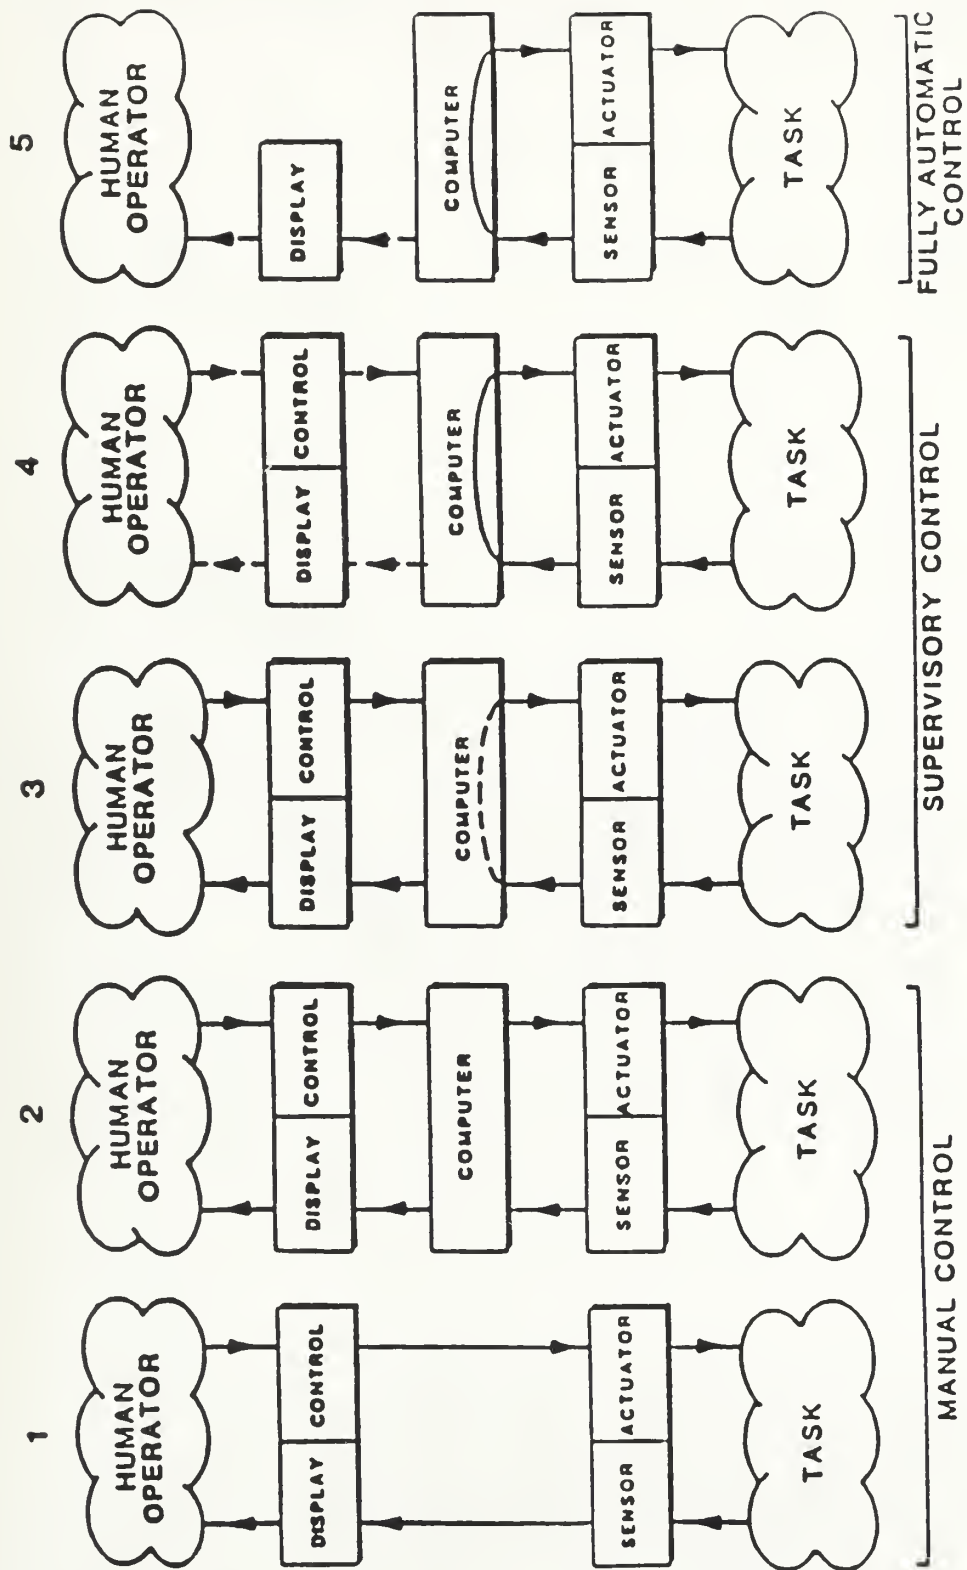 1
HUMAN
OPERATOR
DISPLAY
CONTROL
SENSOR
ACTUATOR
TASK
2
HUMAN
OPERATOR
DISPLAY
CONTROL
COMPUTER
SENSOR
ACTUATOR
TASK
MANUAL CONTROL
3
HUMAN
OPERATOR
DISPLAY
CONTROL
COMPUTER
SENSOR
ACTUATOR
TASK
4
HUMAN
OPERATOR
DISPLAY
CONTROL
COMPUTER
SENSOR
ACTUATOR
TASK
SUPERVISORY CONTROL
5
HUMAN
OPERATOR
DISPLAY
COMPUTER
SENSOR
ACTUATOR
TASK
FULLY AUTOMATIC
CONTROL